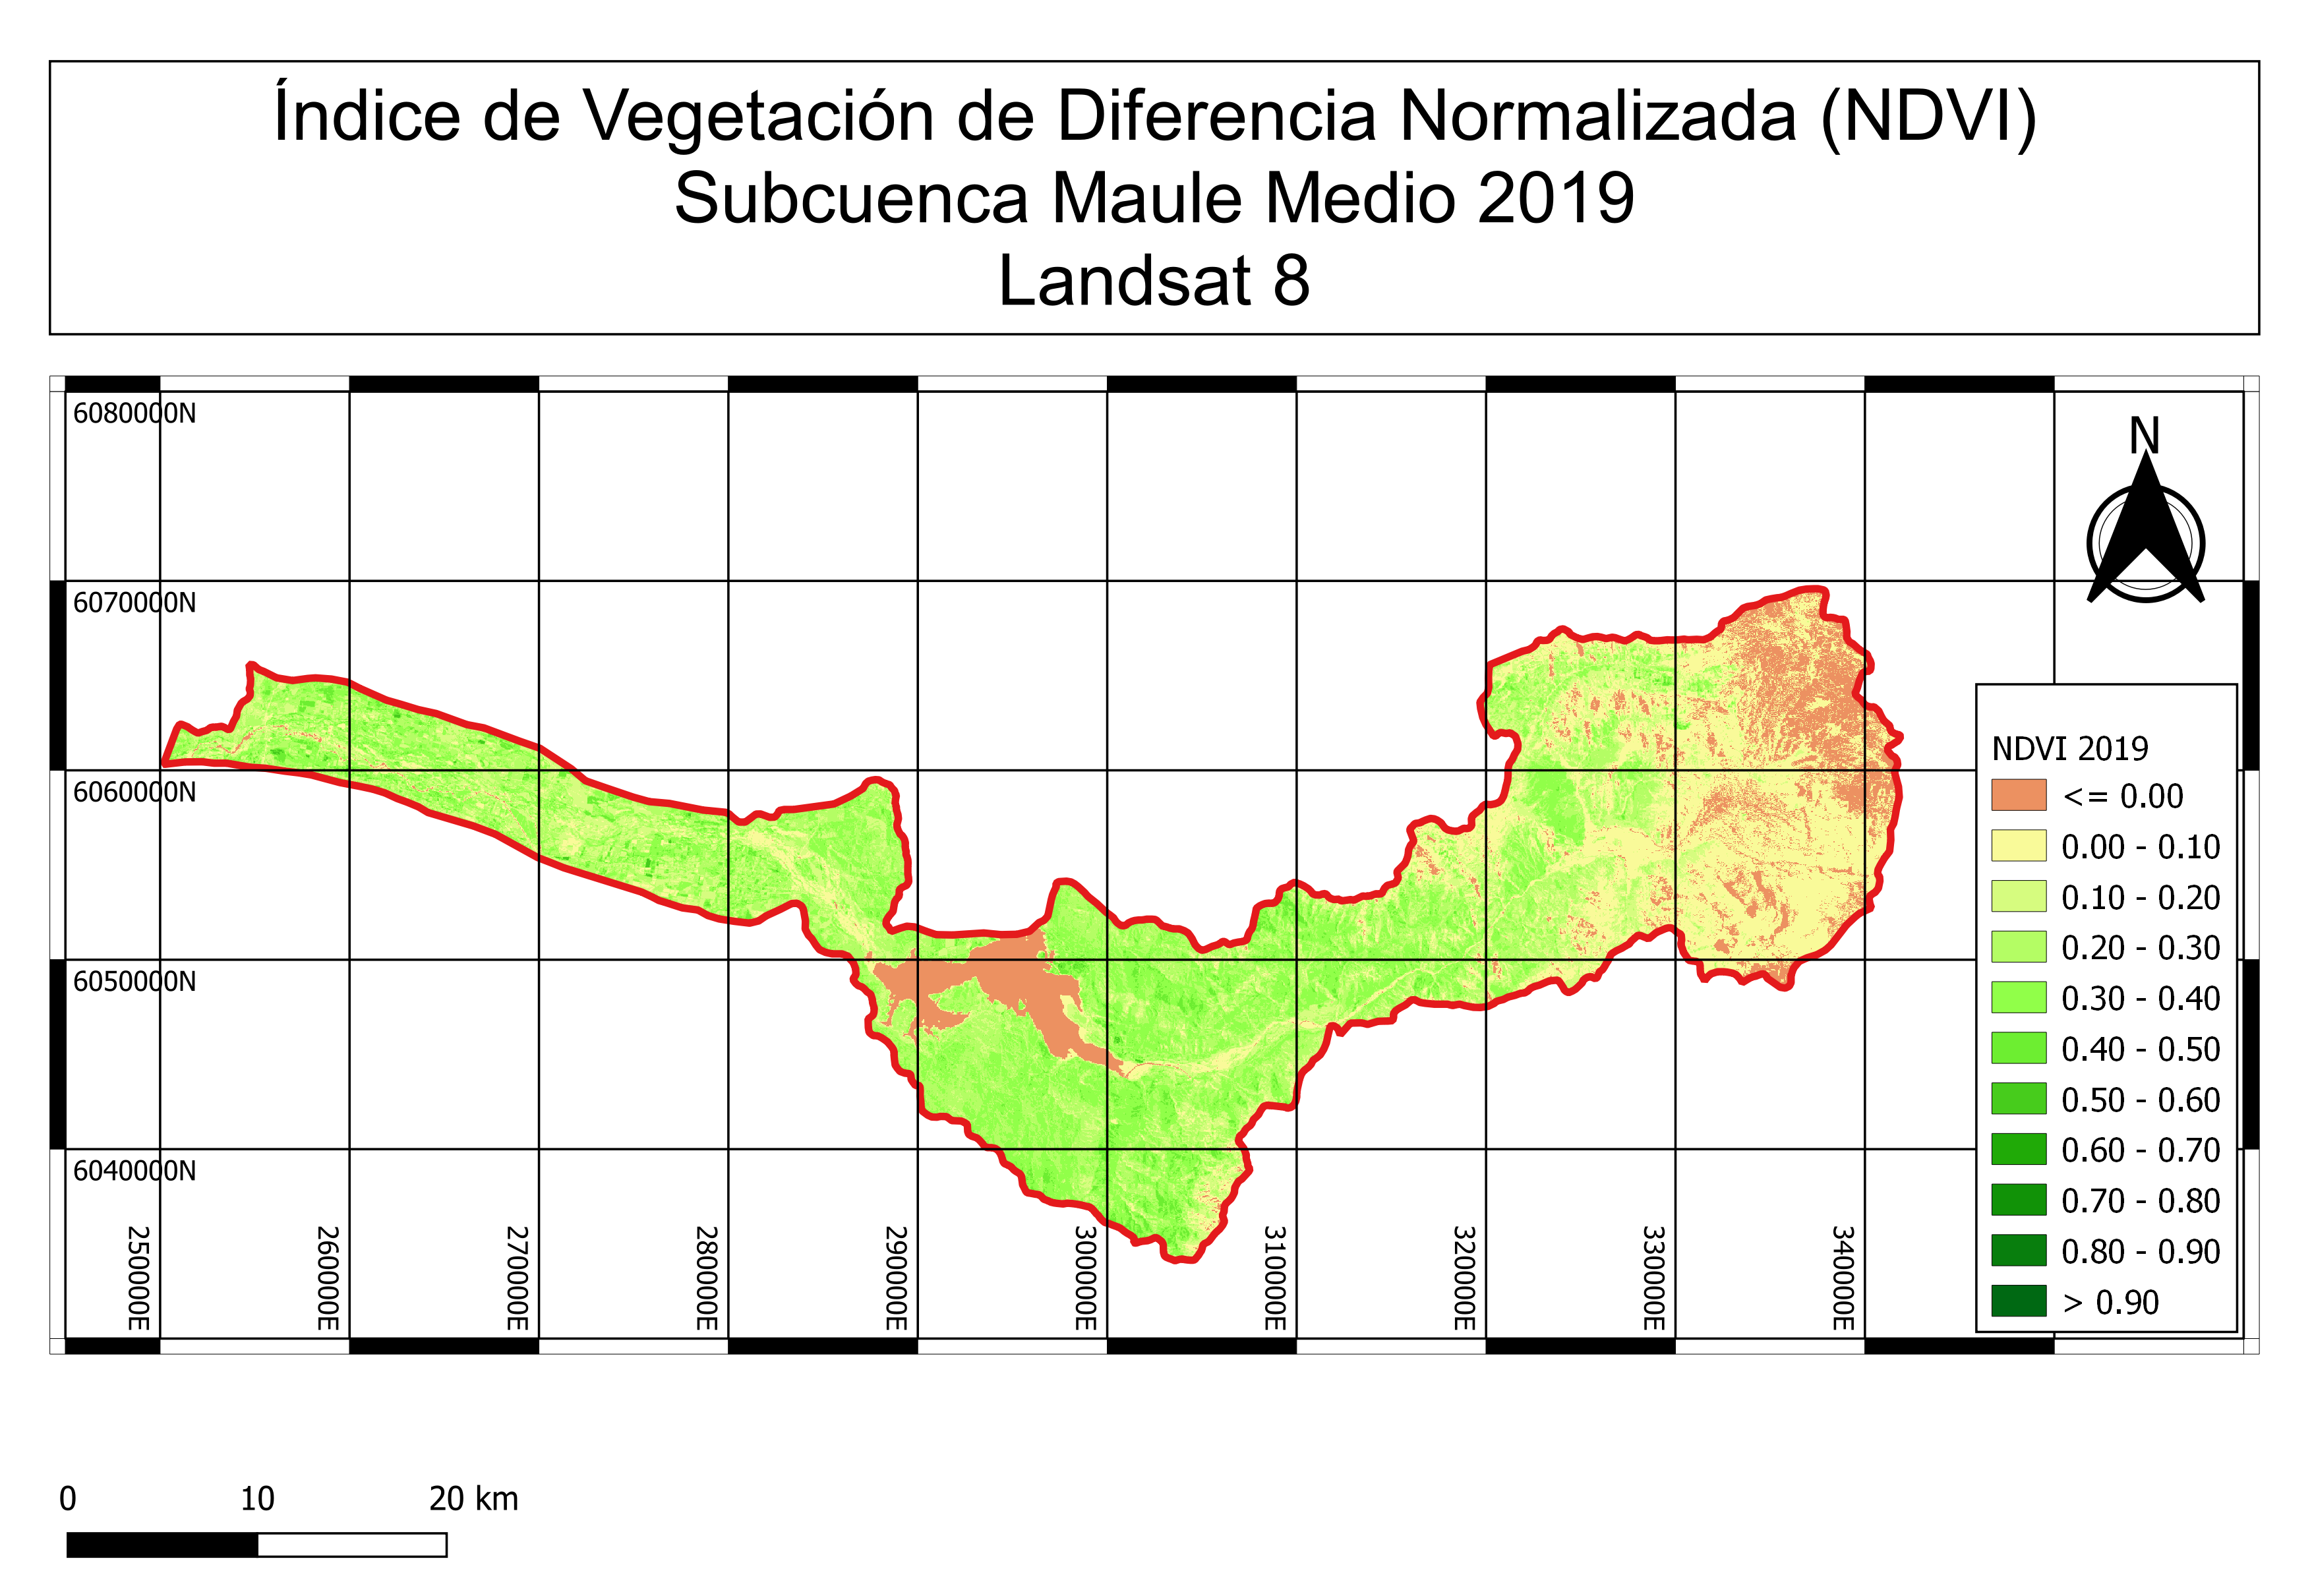 Índice de Vegetación de Diferencia Normalizada (NDVI)
Subcuenca Maule Medio 2019
Landsat 8
6080000N
N
6070000N
6060000N
6050000N
6040000N
250000E
260000E
270000E
280000E
290000E
300000E
310000E
320000E
330000E
340000E
NDVI 2019
<= 0.00
0.00 - 0.10
0.10 - 0.20
0.20 - 0.30
0.30 - 0.40
0.40 - 0.50
0.50 - 0.60
0.60 - 0.70
0.70 - 0.80
0.80 - 0.90
> 0.90
0 10 20 km